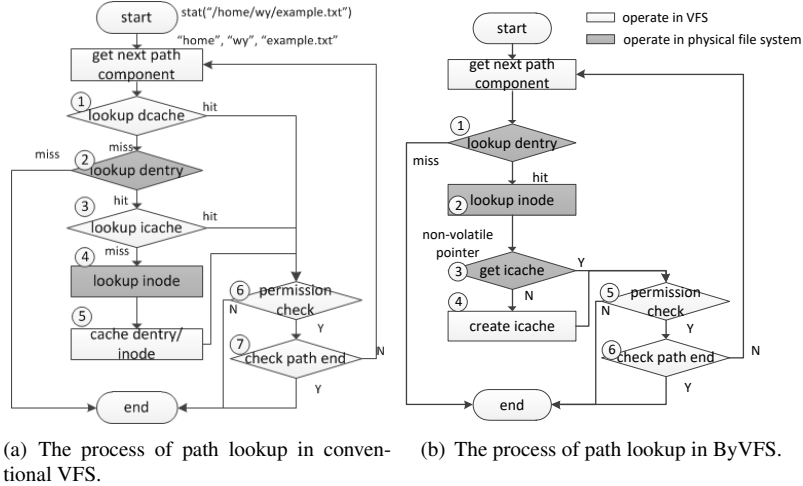 start
stat("/home/wy/example.txt")
"home", "wy", "example.txt"
get next path
component
1
lookup dcache
hit
miss
miss
2
lookup dentry
hit
3
lookup icache
hit
miss
4
lookup inode
5
cache dentry/
inode
6
permission
check
N
Y
7
check path end
N
Y
end
(a) The process of path lookup in conven-
tional VFS.
start
operate in VFS
operate in physical file system
get next path
component
1
lookup dentry
miss
hit
2
lookup inode
non-volatile
pointer
3
get icache
Y
N
4
create icache
5
permission
check
N
Y
6
check path end
N
Y
end
(b) The process of path lookup in ByVFS.